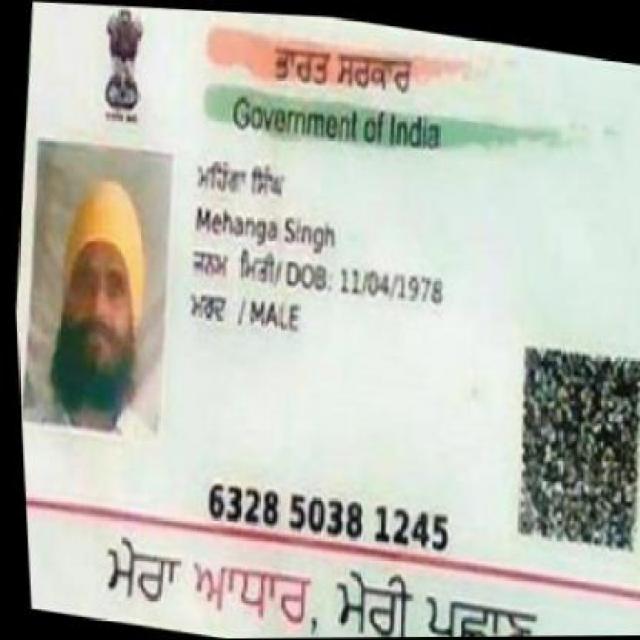 ਭਾਰਤ ਸਰਕਾਰ
Government of India
ਮਹਿੰਗਾ ਸਿੰਘ
Mehanga Singh
ਜਨਮ ਮਿਤੀ/ DOB: 11/04/1978
ਮਰਦ / MALE
6328 5038 1245
ਮੇਰਾ ਆਧਾਰ, ਮੇਰੀ